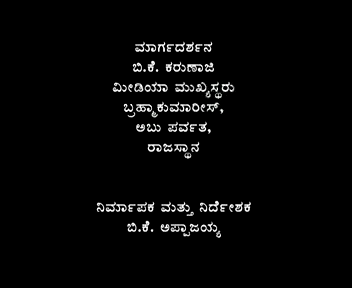 ಮಾರ್ಗದರ್ಶನ
ಬಿ.ಕೆ. ಕರುಣಾಜಿ
ಮೀಡಿಯಾ ಮುಖ್ಯಸ್ಥರು
ಬ್ರಹ್ಮಾಕುಮಾರೀಸ್,
ಅಬು ಪರ್ವತ,
ರಾಜಸ್ಥಾನ
ನಿರ್ಮಾಪಕ ಮತ್ತು ನಿರ್ದೇಶಕ
ಬಿ.ಕೆ. ಅಪ್ಪಾಜಯ್ಯ